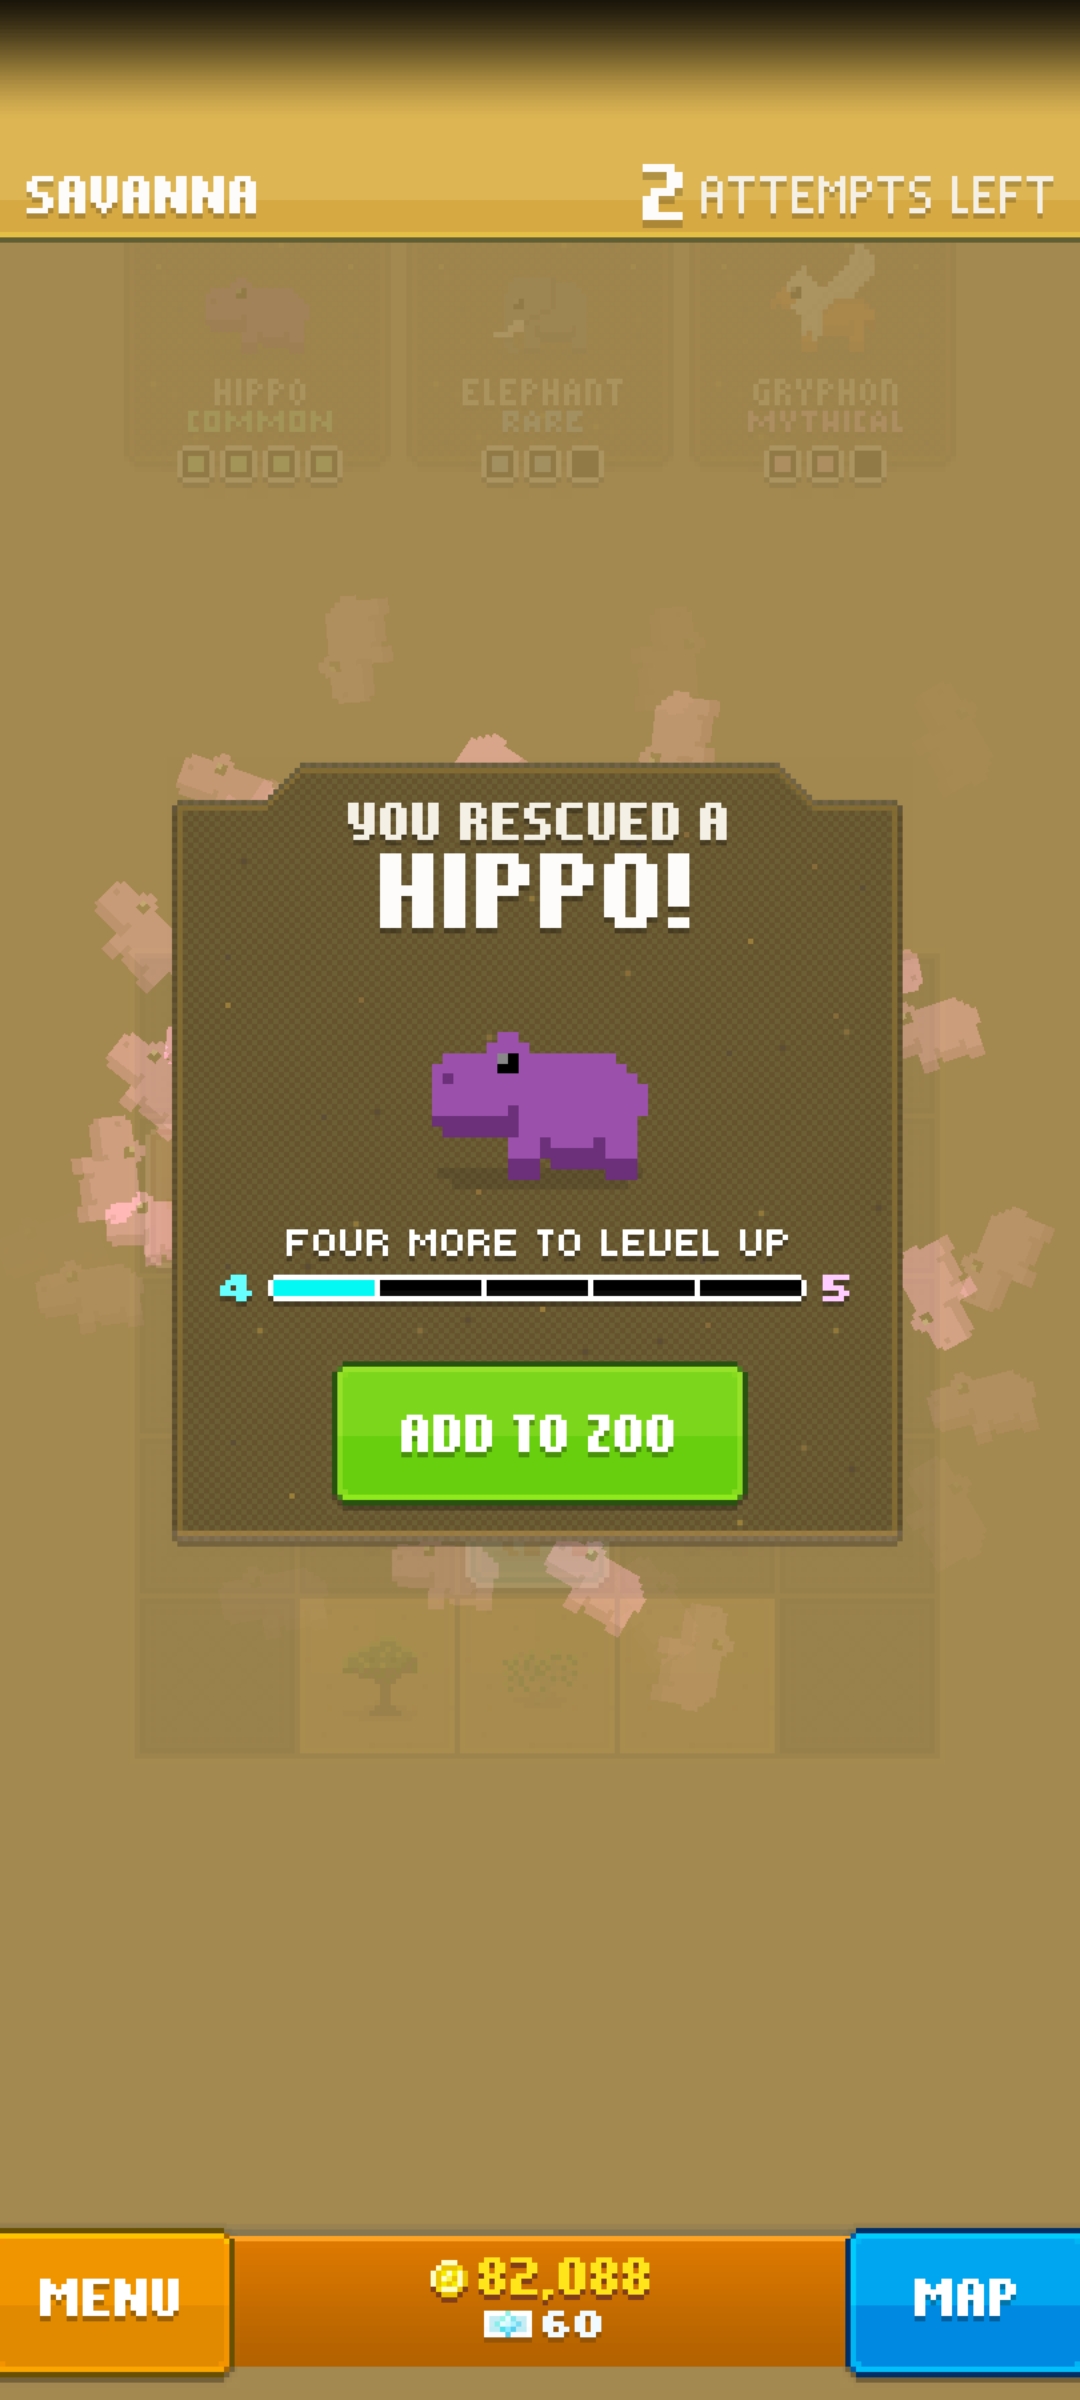 SAVANNA
2 ATTEMPTS LEFT
HIPPO
COMMON
ELEPHANT
RARE
GRYPHON
MYTHICAL
YOU RESCUED A
HIPPO!
FOUR MORE TO LEVEL UP
4
5
ADD TO ZOO
MENU
82,088
60
MAP